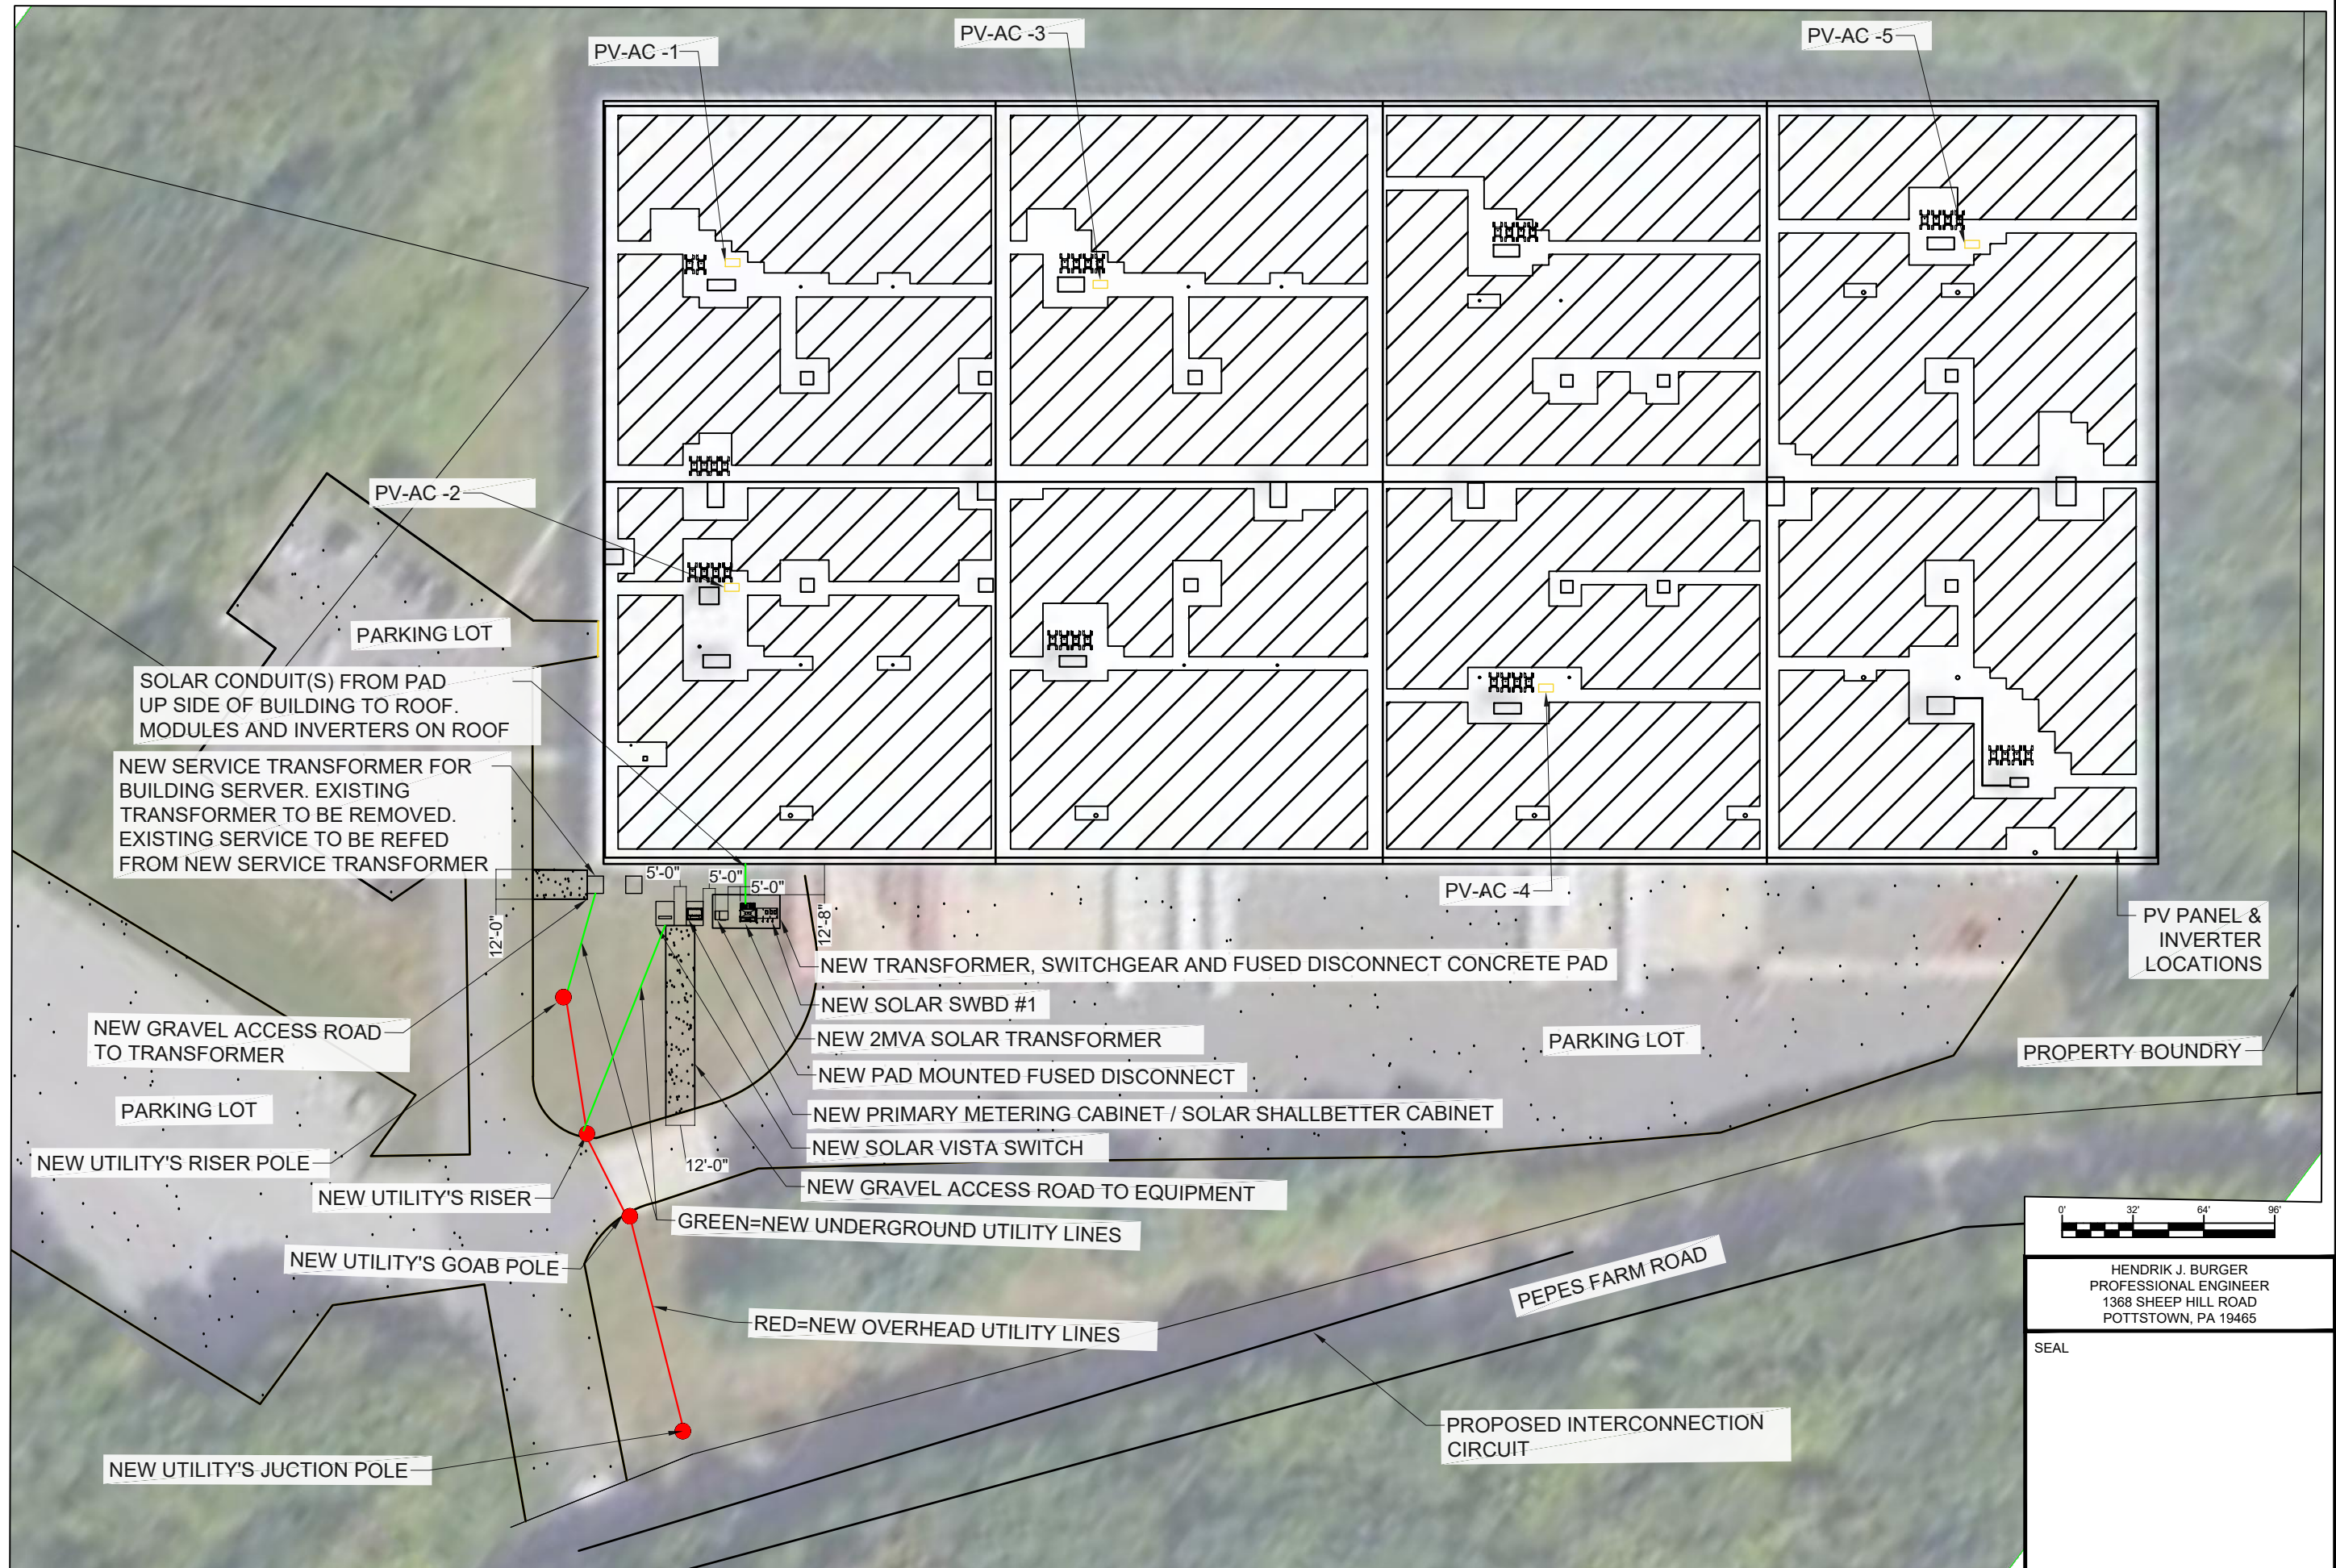 PV-AC -1
PV-AC -3
PV-AC -5
PV-AC -2
PARKING LOT
SOLAR CONDUIT(S) FROM PAD
UP SIDE OF BUILDING TO ROOF.
MODULES AND INVERTERS ON ROOF
NEW SERVICE TRANSFORMER FOR
BUILDING SERVER. EXISTING
TRANSFORMER TO BE REMOVED.
EXISTING SERVICE TO BE REFED
FROM NEW SERVICE TRANSFORMER
5'-0"
5'-0"
5'-0"
12'-0"
12'-8"
PV-AC -4
PV PANEL &
INVERTER
LOCATIONS
NEW TRANSFORMER, SWITCHGEAR AND FUSED DISCONNECT CONCRETE PAD
NEW SOLAR SWBD #1
NEW GRAVEL ACCESS ROAD
TO TRANSFORMER
NEW 2MVA SOLAR TRANSFORMER
PARKING LOT
PROPERTY BOUNDRY
NEW PAD MOUNTED FUSED DISCONNECT
PARKING LOT
NEW PRIMARY METERING CABINET / SOLAR SHALLBETTER CABINET
NEW SOLAR VISTA SWITCH
NEW UTILITY'S RISER POLE
12'-0"
NEW UTILITY'S RISER
NEW GRAVEL ACCESS ROAD TO EQUIPMENT
GREEN=NEW UNDERGROUND UTILITY LINES
NEW UTILITY'S GOAB POLE
PEPES FARM ROAD
RED=NEW OVERHEAD UTILITY LINES
PROPOSED INTERCONNECTION
CIRCUIT
NEW UTILITY'S JUCTION POLE
0' 32' 64' 96'
HENDRIK J. BURGER
PROFESSIONAL ENGINEER
1368 SHEEP HILL ROAD
POTTSTOWN, PA 19465
SEAL